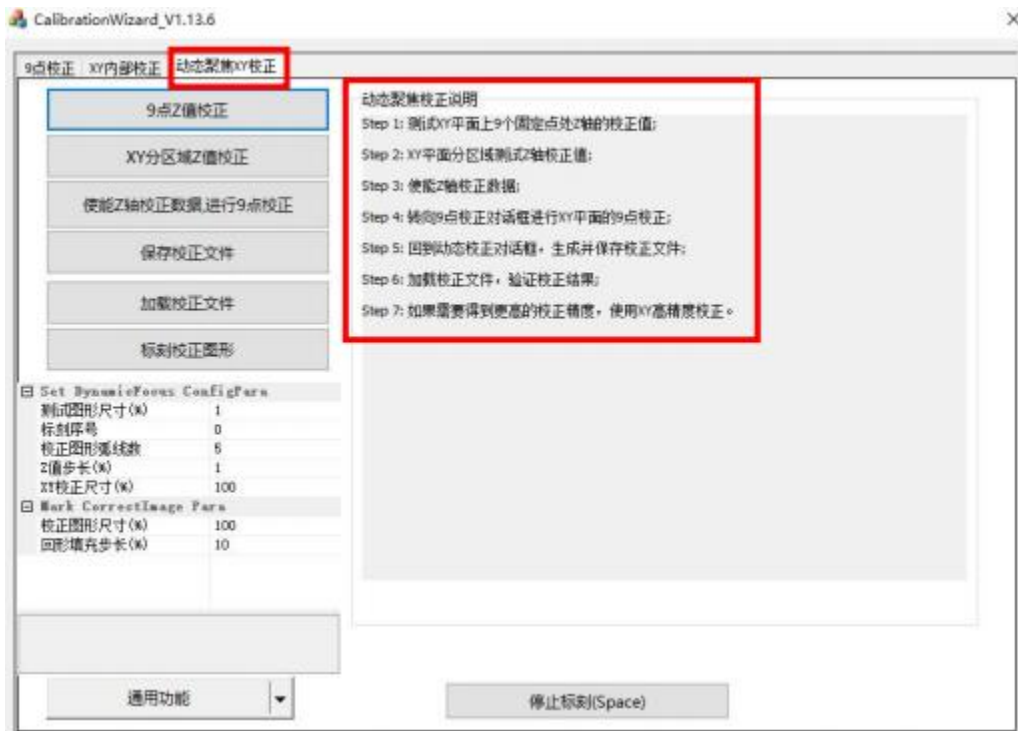 CalibrationWizard_V1.13.6
9点校正 XY内部校正 动态聚焦XY校正
9点Z值校正
XY分区域Z值校正
使能Z轴校正数据,进行9点校正
保存校正文件
加载校正文件
标刻校正图形
Set DynamicFocus ConfigPara
测试图形尺寸(%) 1
标刻序号 0
校正图形弧线数 5
Z值步长(%) 1
XY校正尺寸(%) 100
Mark CorrectImage Para
校正图形尺寸(%) 100
回形填充步长(%) 10
通用功能
动态聚焦校正说明
Step 1: 测试XY平面上9个固定点处Z轴的校正值;
Step 2: XY平面分区域测试Z轴校正值;
Step 3: 使能Z轴校正数据;
Step 4: 转向9点校正对话框进行XY平面的9点校正;
Step 5: 回到动态校正对话框，生成并保存校正文件;
Step 6: 加载校正文件，验证校正结果;
Step 7: 如果需要得到更高的校正精度，使用XY高精度校正。
停止标刻(Space)